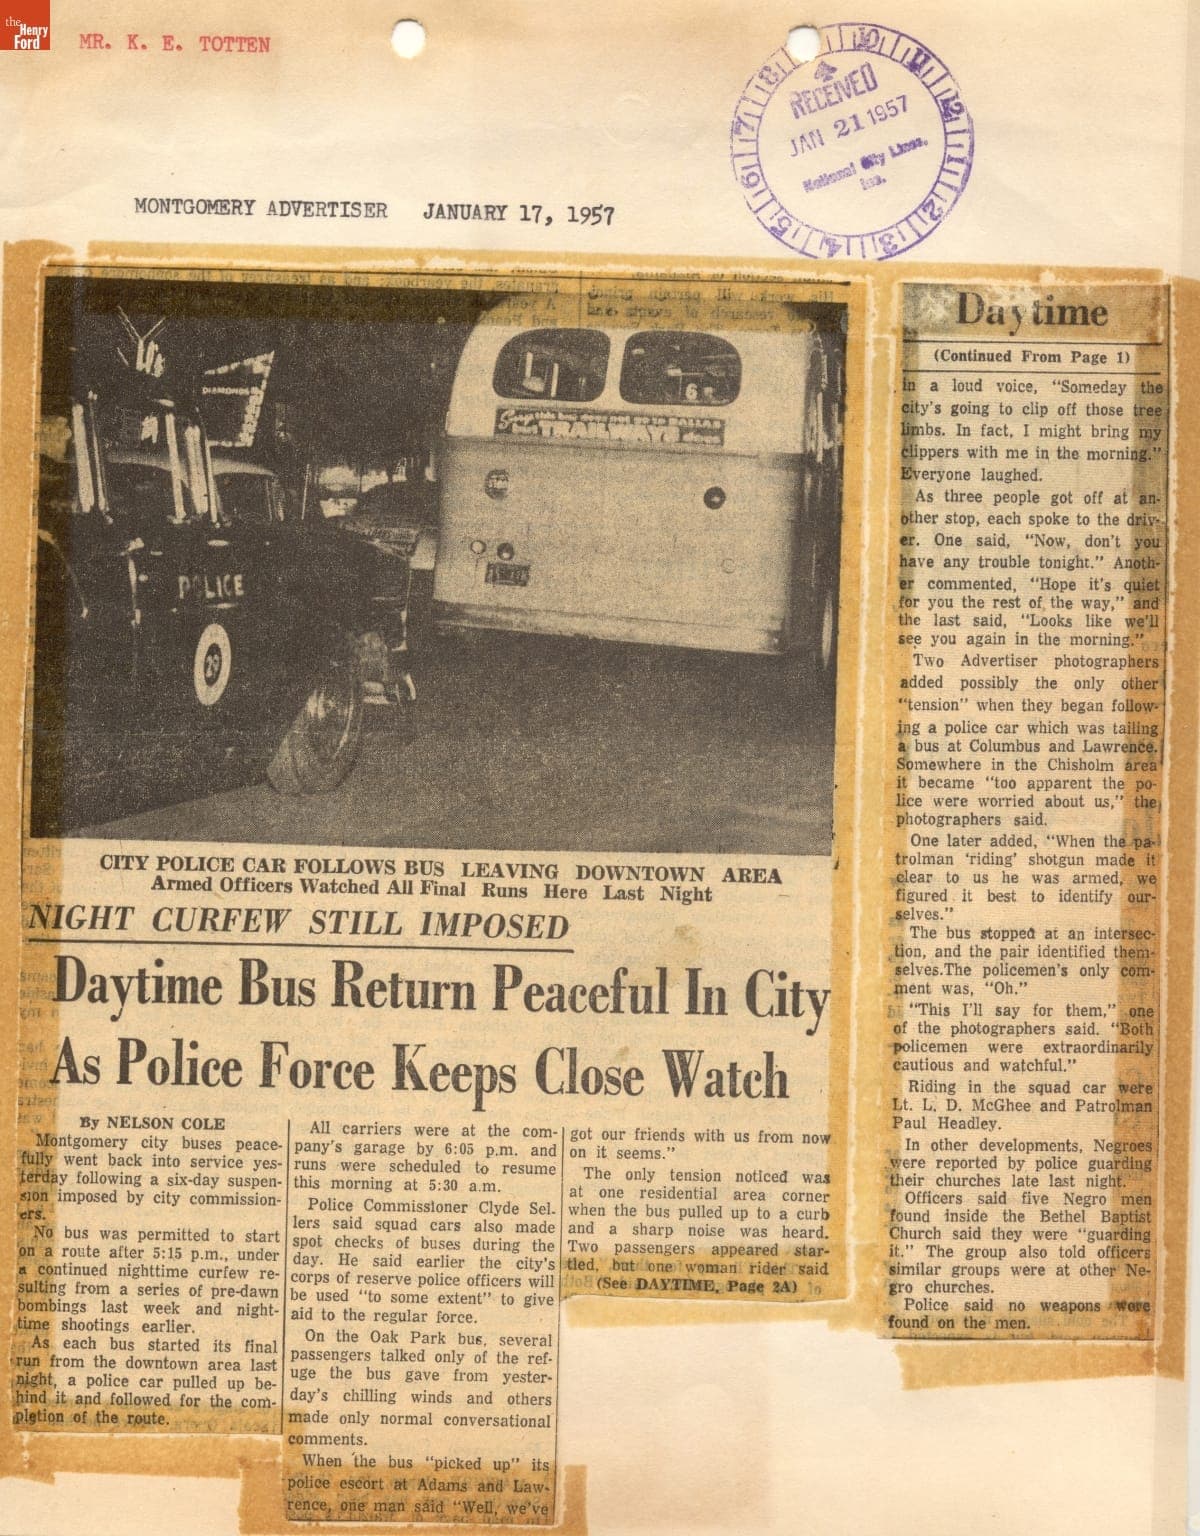 the
Henry
Ford
MR. K. E. TOTTEN
RECEIVED
JAN 21 1957
National City Lines,
Inc.
10
11
12
1
2
3
4
5
6
7
8
MONTGOMERY ADVERTISER JANUARY 17, 1957
DIAMONDS
6
TRAILWAYS
POLICE
29
CITY POLICE CAR FOLLOWS BUS LEAVING DOWNTOWN AREA
Armed Officers Watched All Final Runs Here Last Night
NIGHT CURFEW STILL IMPOSED
Daytime Bus Return Peaceful In City
As Police Force Keeps Close Watch
By NELSON COLE
Montgomery city buses peace-
fully went back into service yes-
terday following a six-day suspen-
sion imposed by city commission-
ers.
No bus was permitted to start
on a route after 5:15 p.m., under
a continued nighttime curfew re-
sulting from a series of pre-dawn
bombings last week and night-
time shootings earlier.
As each bus started its final
run from the downtown area last
night, a police car pulled up be-
hind it and followed for the com-
pletion of the route.
All carriers were at the com-
pany's garage by 6:05 p.m. and
runs were scheduled to resume
this morning at 5:30 a.m.
Police Commissioner Clyde Sel-
lers said squad cars also made
spot checks of buses during the
day. He said earlier the city's
corps of reserve police officers will
be used "to some extent" to give
aid to the regular force.
On the Oak Park bus, several
passengers talked only of the ref-
uge the bus gave from yester-
day's chilling winds and others
made only normal conversational
comments.
When the bus "picked up" its
police escort at Adams and Law-
rence, one man said "Well, we've
got our friends with us from now
on it seems."
The only tension noticed was
at one residential area corner
when the bus pulled up to a curb
and a sharp noise was heard.
Two passengers appeared star-
tled, but one woman rider said
(See DAYTIME, Page 2A)
Daytime
(Continued From Page 1)
in a loud voice, "Someday the
city's going to clip off those tree
limbs. In fact, I might bring my
clippers with me in the morning."
Everyone laughed.
As three people got off at an-
other stop, each spoke to the driv-
er. One said, "Now, don't you
have any trouble tonight." Anoth-
er commented, "Hope it's quiet
for you the rest of the way," and
the last said, "Looks like we'll
see you again in the morning."
Two Advertiser photographers
added possibly the only other
"tension" when they began follow-
ing a police car which was tailing
a bus at Columbus and Lawrence.
Somewhere in the Chisholm area
it became "too apparent the po-
lice were worried about us," the
photographers said.
One later added, "When the pa-
trolman 'riding' shotgun made it
clear to us he was armed, we
figured it best to identify our-
selves."
The bus stopped at an intersec-
tion, and the pair identified them-
selves.The policemen's only com-
ment was, "Oh."
"This I'll say for them," one
of the photographers said. "Both
policemen were extraordinarily
cautious and watchful."
Riding in the squad car were
Lt. L. D. McGhee and Patrolman
Paul Headley.
In other developments, Negroes
were reported by police guarding
their churches late last night.
Officers said five Negro men
found inside the Bethel Baptist
Church said they were "guarding
it." The group also told officers
similar groups were at other Ne-
gro churches.
Police said no weapons were
found on the men.